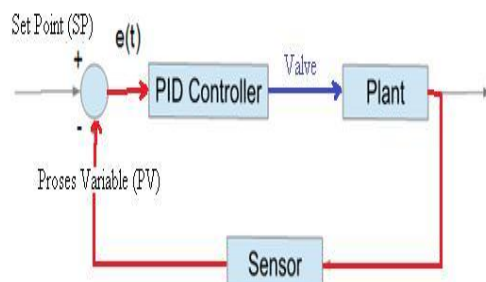 Set Point (SP)
e(t)
+
PID Controller
Valve
Plant
-
Proses Variable (PV)
Sensor